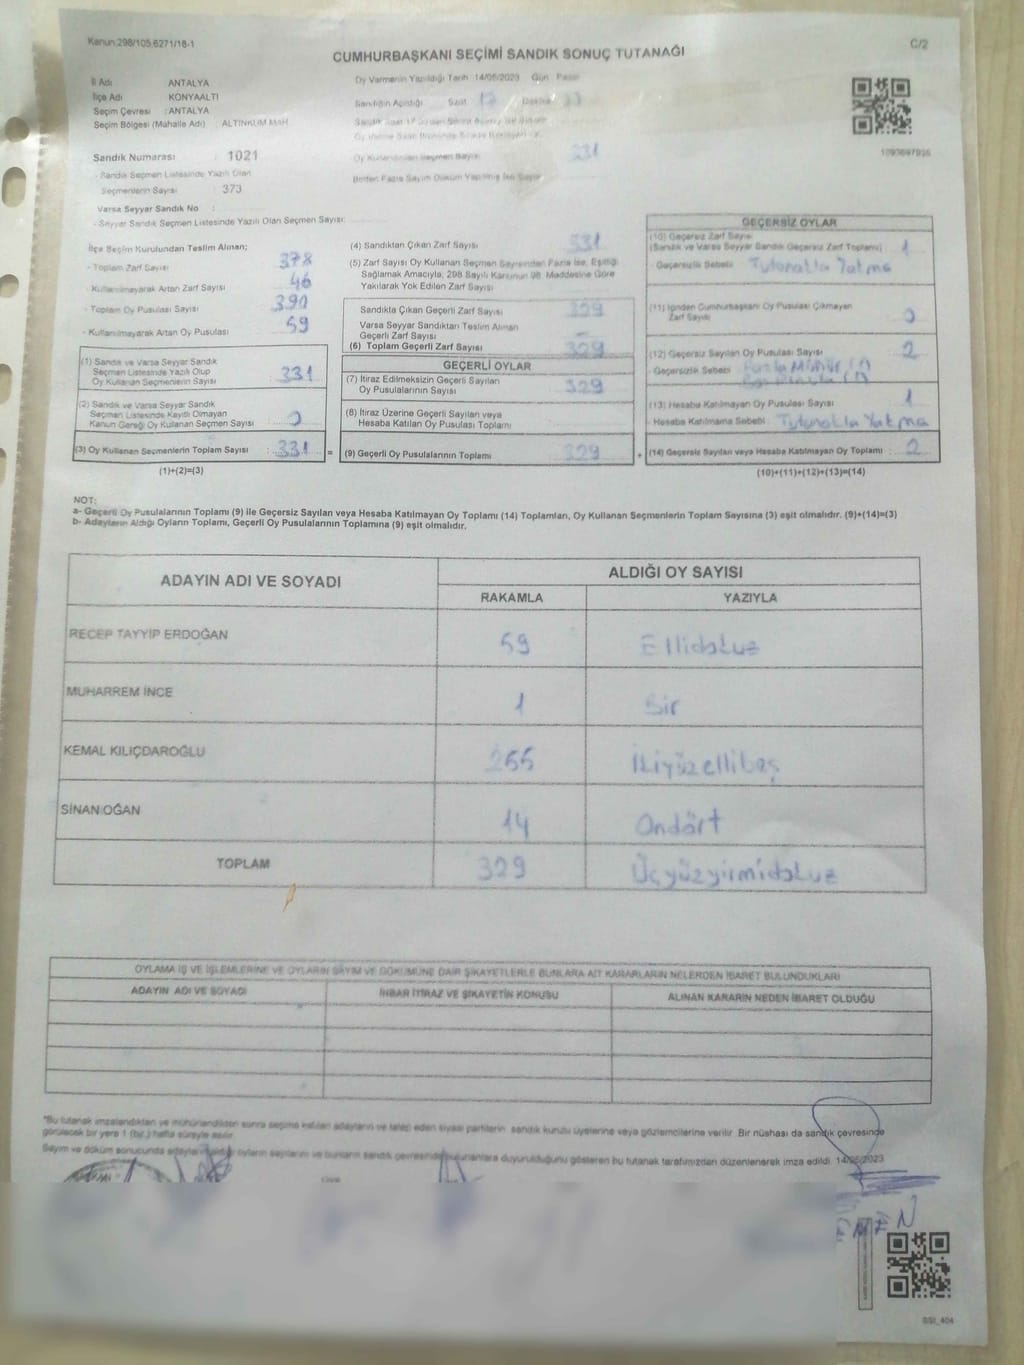 Kanun:298/105,6271/18-1
C/2
CUMHURBAŞKANI SEÇİMİ SANDIK SONUÇ TUTANAĞI
İl Adı : ANTALYA
İlçe Adı : KONYAALTI
Seçim Çevresi : ANTALYA
Seçim Bölgesi (Mahalle Adı) : ALTINKUM MAH.
Oy Vermenin Yapıldığı Tarih 14/05/2023 Gün Pazar
Sandığın Açıldığı Saat 17 Dakika
Sandık Numarası : 1021
- Sandık Seçmen Listesinde Yazılı Olan
Seçmenlerin Sayısı : 373
Oy Kullanan Seçmen Sayısı 331
Birden Fazla Sayım Döküm Yapılmış İse Sayısı
Varsa Seyyar Sandık No :
- Seyyar Sandık Seçmen Listesinde Yazılı Olan Seçmen Sayısı:
İlçe Seçim Kurulundan Teslim Alınan;
- Toplam Zarf Sayısı : 378
- Kullanılmayarak Artan Zarf Sayısı : 46
- Toplam Oy Pusulası Sayısı : 390
- Kullanılmayarak Artan Oy Pusulası : 59
(1) Sandık ve Varsa Seyyar Sandık
Seçmen Listesinde Yazılı Olup
Oy Kullanan Seçmenlerin Sayısı : 331
(2) Sandık ve Varsa Seyyar Sandık
Seçmen Listesinde Kayıtlı Olmayan
Kanun Gereği Oy Kullanan Seçmen Sayısı : 0
(3) Oy Kullanan Seçmenlerin Toplam Sayısı : 331 =
(1)+(2)=(3)
(4) Sandıktan Çıkan Zarf Sayısı : 331
(5) Zarf Sayısı Oy Kullanan Seçmen Sayısından Fazla İse, Eşitliği
Sağlamak Amacıyla, 298 Sayılı Kanunun 98. Maddesine Göre
Yakılarak Yok Edilen Zarf Sayısı
Sandıkta Çıkan Geçerli Zarf Sayısı : 329
Varsa Seyyar Sandıktan Teslim Alınan
Geçerli Zarf Sayısı
(6) Toplam Geçerli Zarf Sayısı : 329
GEÇERLİ OYLAR
(7) İtiraz Edilmeksizin Geçerli Sayılan
Oy Pusulalarının Sayısı : 329
(8) İtiraz Üzerine Geçerli Sayılan veya
Hesaba Katılan Oy Pusulası Toplamı
(9) Geçerli Oy Pusulalarının Toplamı : 329 +
GEÇERSİZ OYLAR
(10) Geçersiz Zarf Sayısı
(Sandık ve Varsa Seyyar Sandık Geçersiz Zarf Toplamı) : 1
- Geçersizlik Sebebi : Tutanakta Yatma
(11) İçinden Cumhurbaşkanı Oy Pusulası Çıkmayan
Zarf Sayısı : 0
(12) Geçersiz Sayılan Oy Pusulası Sayısı : 2
- Geçersizlik Sebebi : Fazla Mühür (1)
(13) Hesaba Katılmayan Oy Pusulası Sayısı : 1
- Hesaba Katılmama Sebebi : Tutanakta Yatma
(14) Geçersiz Sayılan veya Hesaba Katılmayan Oy Toplamı : 2
(10)+(11)+(12)+(13)=(14)
NOT:
a- Geçerli Oy Pusulalarının Toplamı (9) ile Geçersiz Sayılan veya Hesaba Katılmayan Oy Toplamı (14) Toplamları, Oy Kullanan Seçmenlerin Toplam Sayısına (3) eşit olmalıdır. (9)+(14)=(3)
b- Adayların Aldığı Oyların Toplamı, Geçerli Oy Pusulalarının Toplamına (9) eşit olmalıdır.
ADAYIN ADI VE SOYADI
ALDIĞI OY SAYISI
RAKAMLA YAZIYLA
RECEP TAYYİP ERDOĞAN 59 Ellidokuz
MUHARREM İNCE 1 Bir
KEMAL KILIÇDAROĞLU 255 İkiyüzellibeş
SİNAN OĞAN 14 Ondört
TOPLAM 329 Üçyüzyirmidokuz
OYLAMA İŞ VE İŞLEMLERİNE VE OYLARIN SAYIM VE DÖKÜMÜNE DAİR ŞİKAYETLERLE BUNLARA AİT KARARLARIN NELERDEN İBARET BULUNDUKLARI
ADAYIN ADI VE SOYADI İHBAR İTİRAZ VE ŞİKAYETİN KONUSU ALINAN KARARIN NEDEN İBARET OLDUĞU
*Bu tutanak imzalandıktan ve mühürlendikten sonra seçime katılan adayların ve talep eden siyasi partilerin sandık kurulu üyelerine veya gözlemcilerine verilir. Bir nüshası da sandık çevresinde
görülecek bir yere 1 (bir) hafta süreyle asılır.
Sayım ve döküm sonucunda adayların aldığı oyların sayılarını ve bunların sandık çevresinde bulunanlara duyurulduğunu gösteren bu tutanak tarafımızdan düzenlenerek imza edildi. 14/05/2023
SSI_404